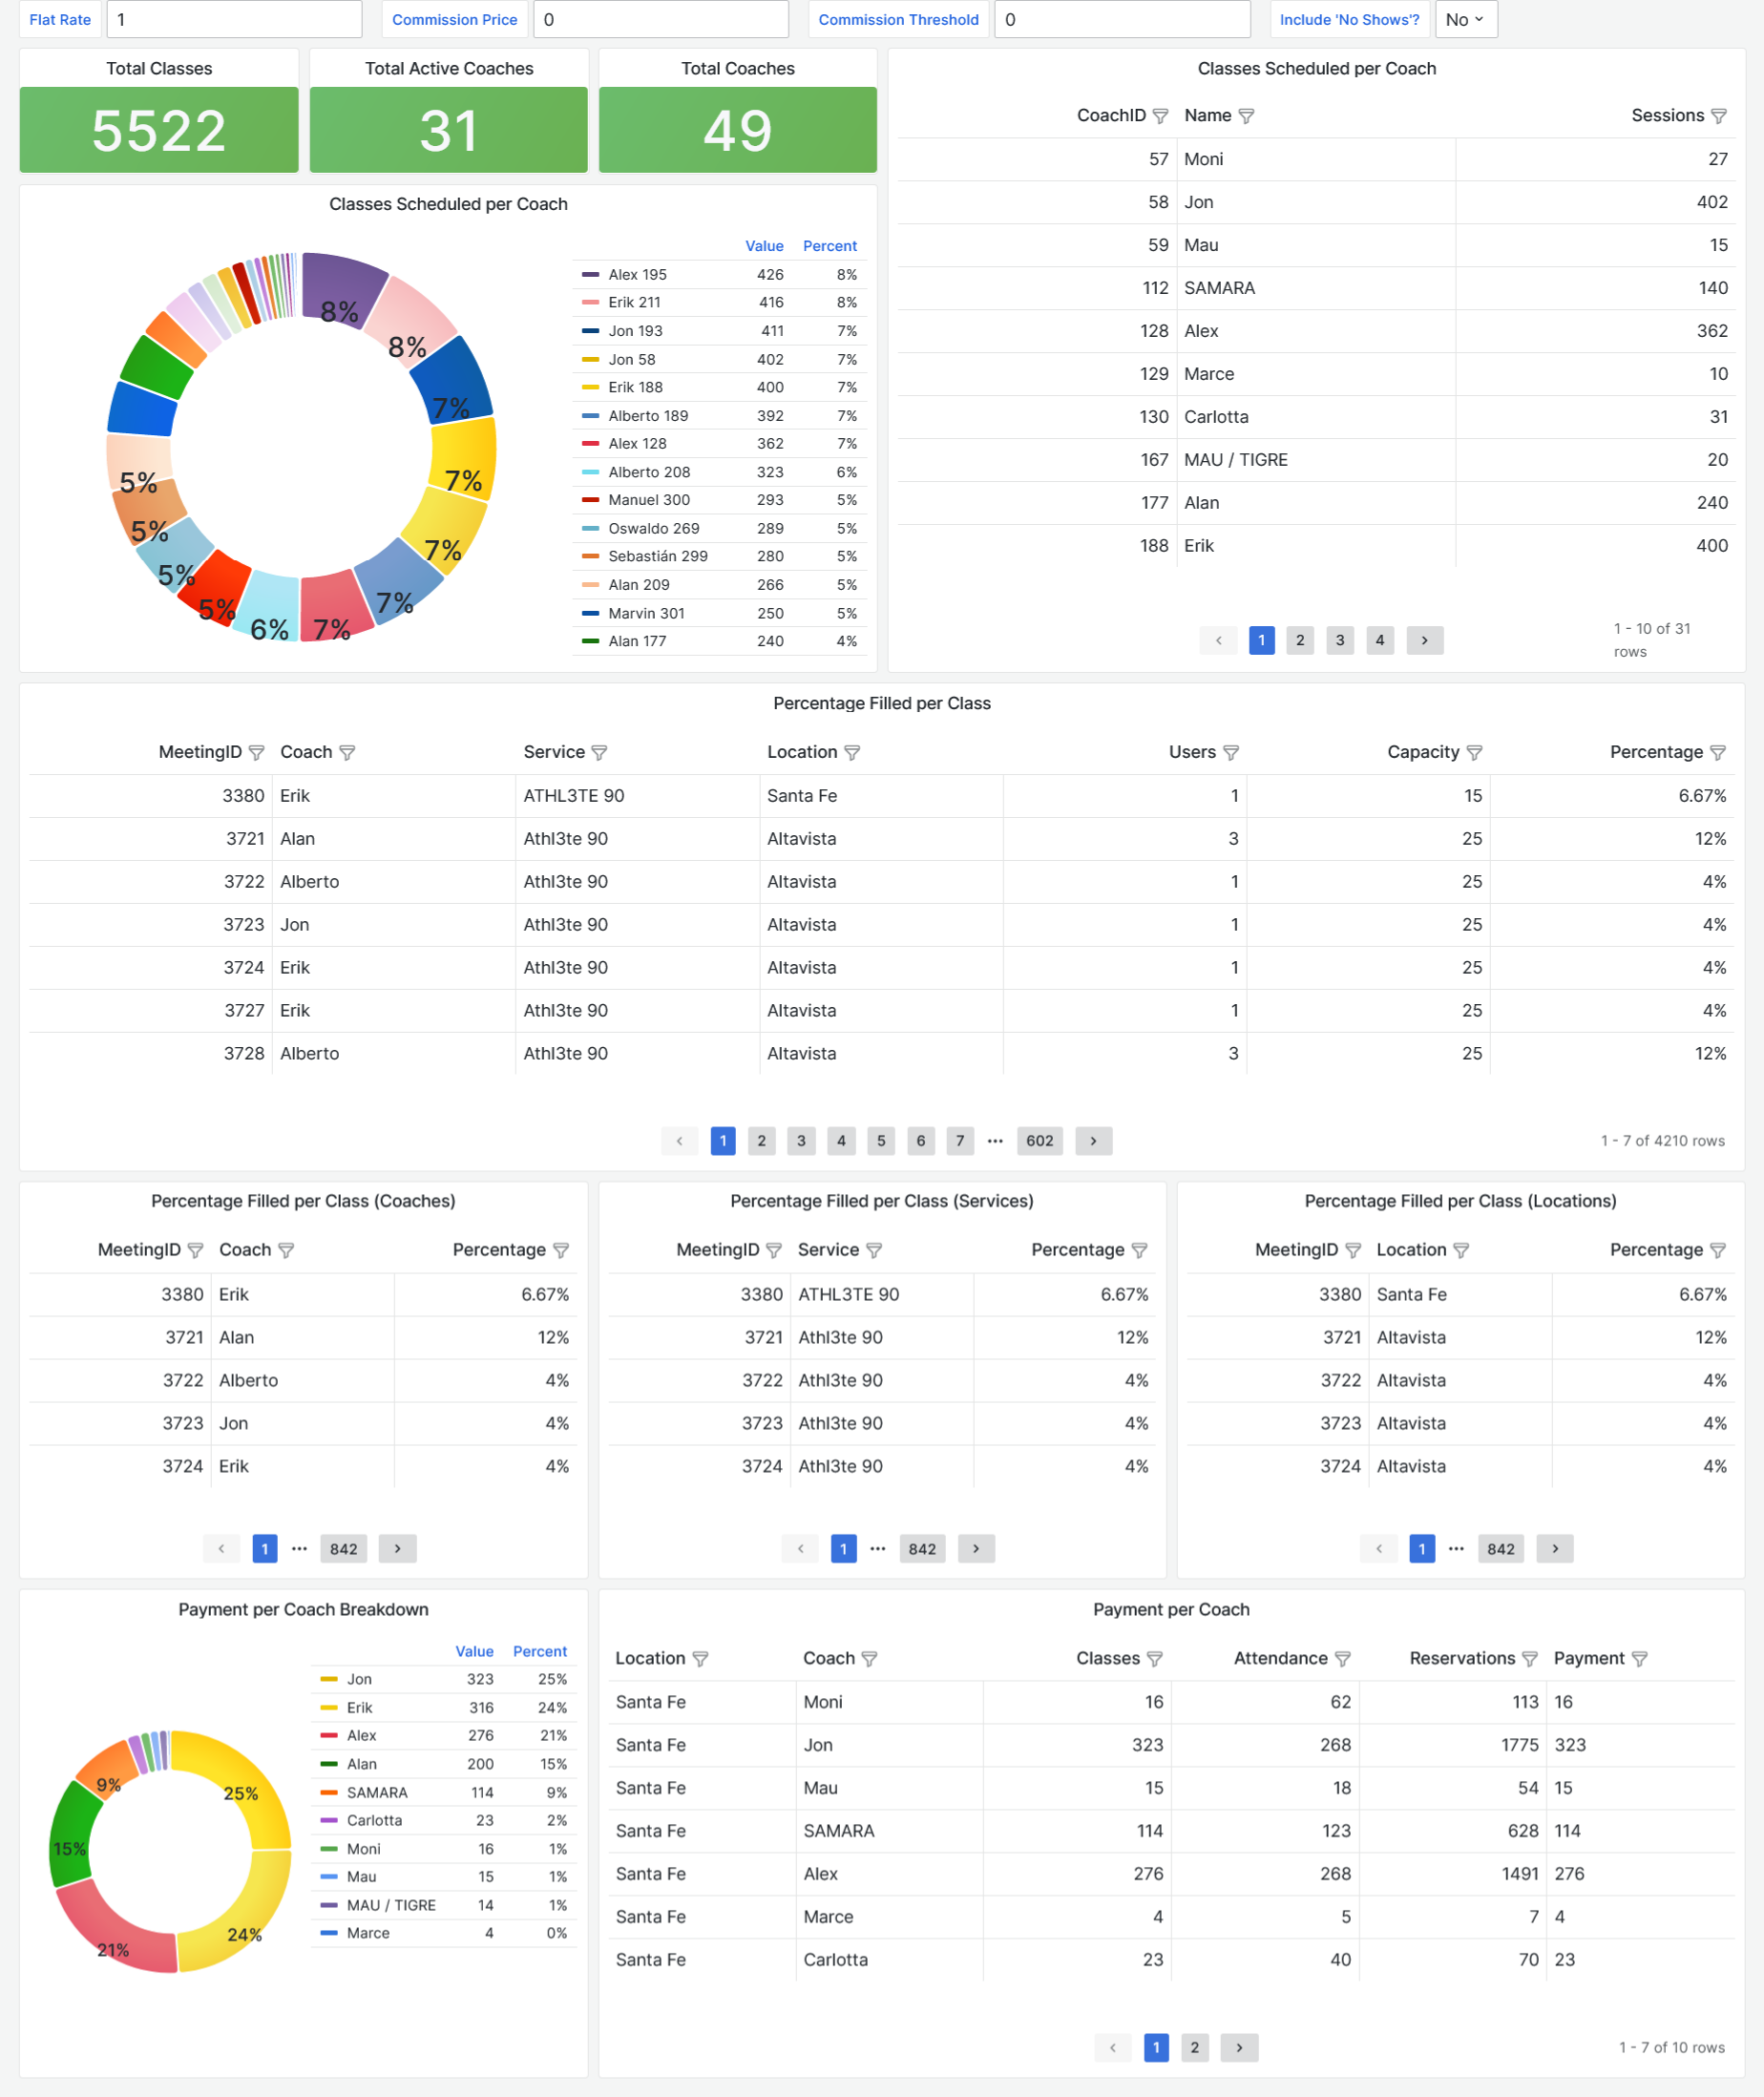 Flat Rate 1 Commission Price 0 Commission Threshold 0 Include 'No Shows'? No
Total Classes
5522
Total Active Coaches
31
Total Coaches
49
Classes Scheduled per Coach
Value Percent
Alex 195 426 8%
Erik 211 416 8%
Jon 193 411 7%
Jon 58 402 7%
Erik 188 400 7%
Alberto 189 392 7%
Alex 128 362 7%
Alberto 208 323 6%
Manuel 300 293 5%
Oswaldo 269 289 5%
Sebastián 299 280 5%
Alan 209 266 5%
Marvin 301 250 5%
Alan 177 240 4%
8%
8%
7%
7%
7%
7%
7%
6%
5%
5%
5%
5%
Classes Scheduled per Coach
CoachID Name Sessions
57 Moni 27
58 Jon 402
59 Mau 15
112 SAMARA 140
128 Alex 362
129 Marce 10
130 Carlotta 31
167 MAU / TIGRE 20
177 Alan 240
188 Erik 400
1 2 3 4
1 - 10 of 31
rows
Percentage Filled per Class
MeetingID Coach Service Location Users Capacity Percentage
3380 Erik ATHL3TE 90 Santa Fe 1 15 6.67%
3721 Alan Athl3te 90 Altavista 3 25 12%
3722 Alberto Athl3te 90 Altavista 1 25 4%
3723 Jon Athl3te 90 Altavista 1 25 4%
3724 Erik Athl3te 90 Altavista 1 25 4%
3727 Erik Athl3te 90 Altavista 1 25 4%
3728 Alberto Athl3te 90 Altavista 3 25 12%
1 2 3 4 5 6 7 ••• 602
1 - 7 of 4210 rows
Percentage Filled per Class (Coaches)
MeetingID Coach Percentage
3380 Erik 6.67%
3721 Alan 12%
3722 Alberto 4%
3723 Jon 4%
3724 Erik 4%
1 ••• 842
Percentage Filled per Class (Services)
MeetingID Service Percentage
3380 ATHL3TE 90 6.67%
3721 Athl3te 90 12%
3722 Athl3te 90 4%
3723 Athl3te 90 4%
3724 Athl3te 90 4%
1 ••• 842
Percentage Filled per Class (Locations)
MeetingID Location Percentage
3380 Santa Fe 6.67%
3721 Altavista 12%
3722 Altavista 4%
3723 Altavista 4%
3724 Altavista 4%
1 ••• 842
Payment per Coach Breakdown
Value Percent
Jon 323 25%
Erik 316 24%
Alex 276 21%
Alan 200 15%
SAMARA 114 9%
Carlotta 23 2%
Moni 16 1%
Mau 15 1%
MAU / TIGRE 14 1%
Marce 4 0%
25%
24%
21%
15%
9%
Payment per Coach
Location Coach Classes Attendance Reservations Payment
Santa Fe Moni 16 62 113 16
Santa Fe Jon 323 268 1775 323
Santa Fe Mau 15 18 54 15
Santa Fe SAMARA 114 123 628 114
Santa Fe Alex 276 268 1491 276
Santa Fe Marce 4 5 7 4
Santa Fe Carlotta 23 40 70 23
1 2
1 - 7 of 10 rows